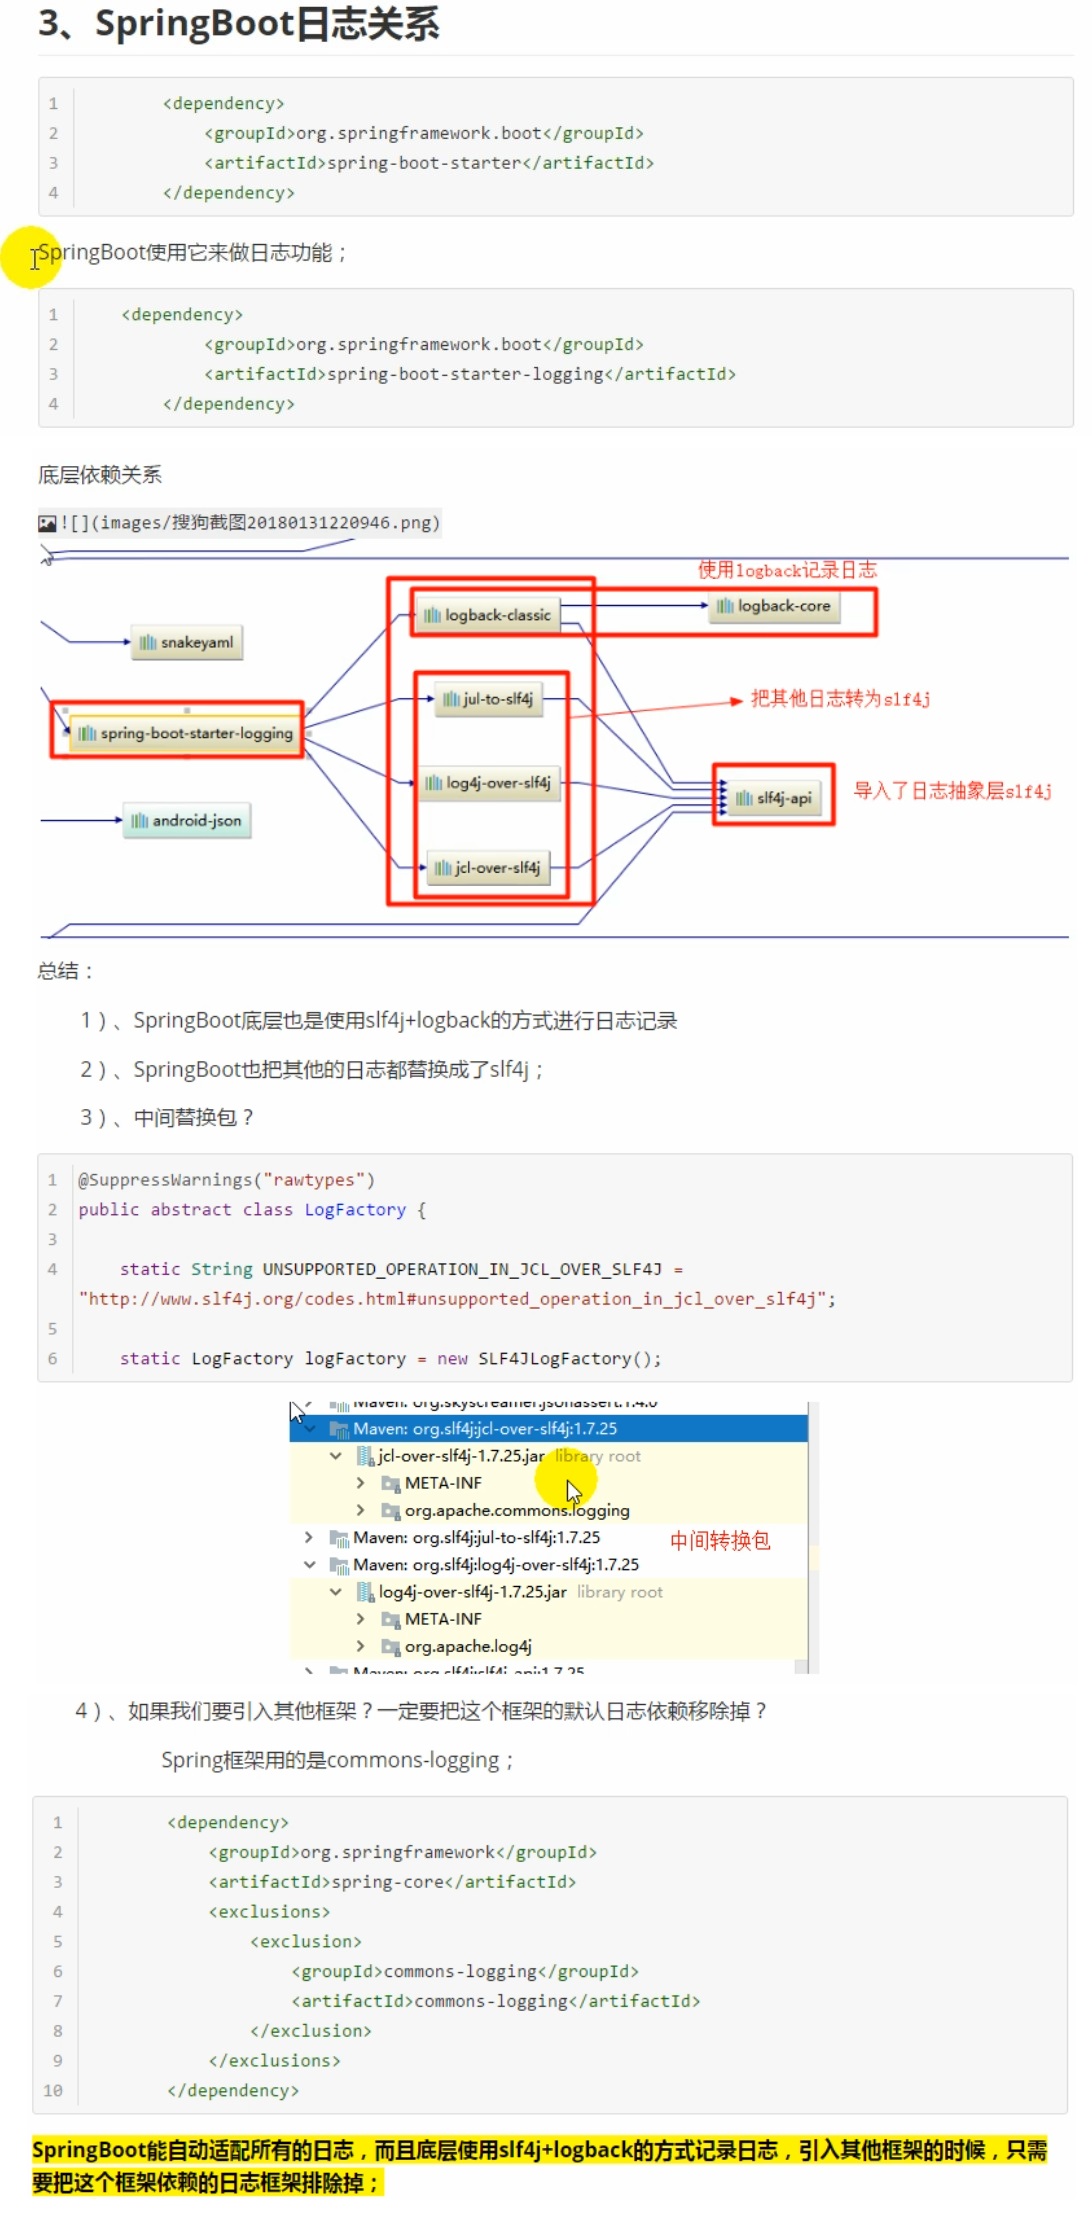 3、SpringBoot日志关系
1 <dependency>
2 <groupId>org.springframework.boot</groupId>
3 <artifactId>spring-boot-starter</artifactId>
4 </dependency>
SpringBoot使用它来做日志功能；
1 <dependency>
2 <groupId>org.springframework.boot</groupId>
3 <artifactId>spring-boot-starter-logging</artifactId>
4 </dependency>
底层依赖关系
![](images/搜狗截图20180131220946.png)
使用logback记录日志
logback-classic
logback-core
snakeyaml
jul-to-slf4j
把其他日志转为slf4j
spring-boot-starter-logging
log4j-over-slf4j
slf4j-api
导入了日志抽象层slf4j
android-json
jcl-over-slf4j
总结：
1）、SpringBoot底层也是使用slf4j+logback的方式进行日志记录
2）、SpringBoot也把其他的日志都替换成了slf4j；
3）、中间替换包？
1 @SuppressWarnings("rawtypes")
2 public abstract class LogFactory {
3
4 static String UNSUPPORTED_OPERATION_IN_JCL_OVER_SLF4J =
"http://www.slf4j.org/codes.html#unsupported_operation_in_jcl_over_slf4j";
5
6 static LogFactory logFactory = new SLF4JLogFactory();
Maven: org.skyscreamer:jsonassert:1.4.0
Maven: org.slf4j:jcl-over-slf4j:1.7.25
jcl-over-slf4j-1.7.25.jar library root
META-INF
org.apache.commons.logging
Maven: org.slf4j:jul-to-slf4j:1.7.25
中间转换包
Maven: org.slf4j:log4j-over-slf4j:1.7.25
log4j-over-slf4j-1.7.25.jar library root
META-INF
org.apache.log4j
Maven: org.slf4j:slf4j-api:1.7.25
4）、如果我们要引入其他框架？一定要把这个框架的默认日志依赖移除掉？
Spring框架用的是commons-logging；
1 <dependency>
2 <groupId>org.springframework</groupId>
3 <artifactId>spring-core</artifactId>
4 <exclusions>
5 <exclusion>
6 <groupId>commons-logging</groupId>
7 <artifactId>commons-logging</artifactId>
8 </exclusion>
9 </exclusions>
10 </dependency>
SpringBoot能自动适配所有的日志，而且底层使用slf4j+logback的方式记录日志，引入其他框架的时候，只需
要把这个框架依赖的日志框架排除掉；